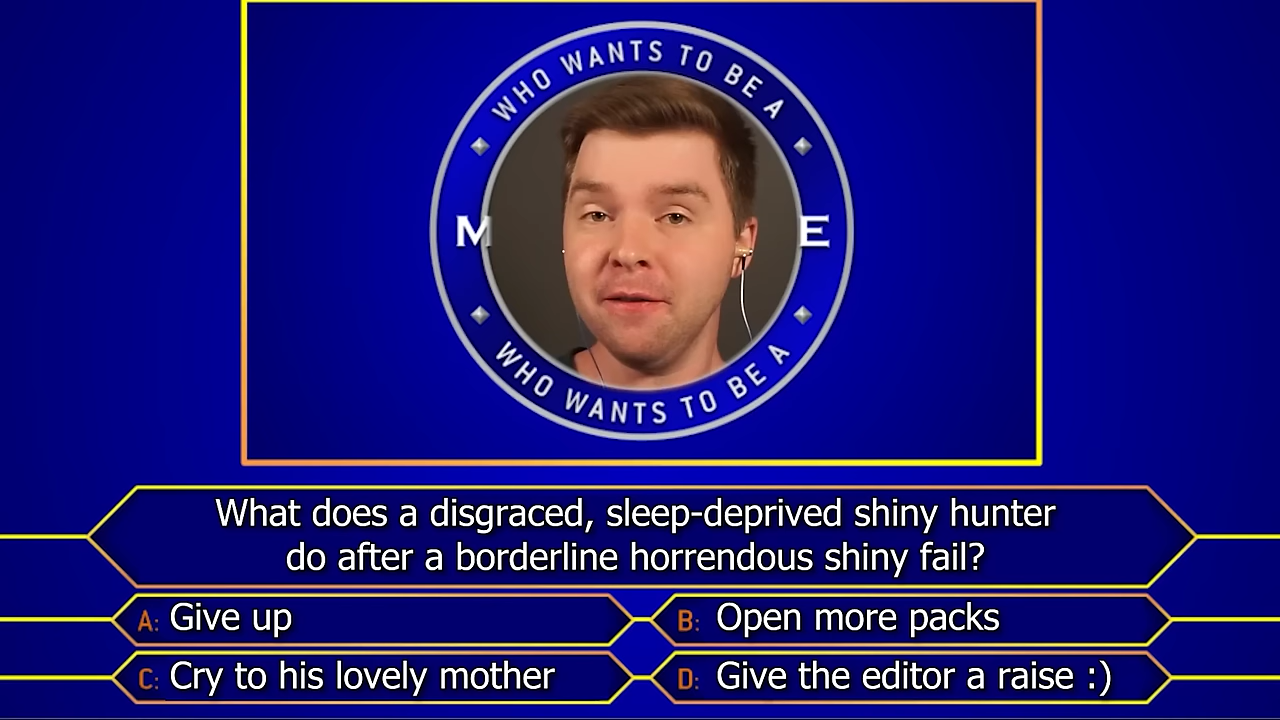 WHO WANTS TO BE A
M E
WHO WANTS TO BE A
What does a disgraced, sleep-deprived shiny hunter
do after a borderline horrendous shiny fail?
A: Give up
B: Open more packs
C: Cry to his lovely mother
D: Give the editor a raise :)